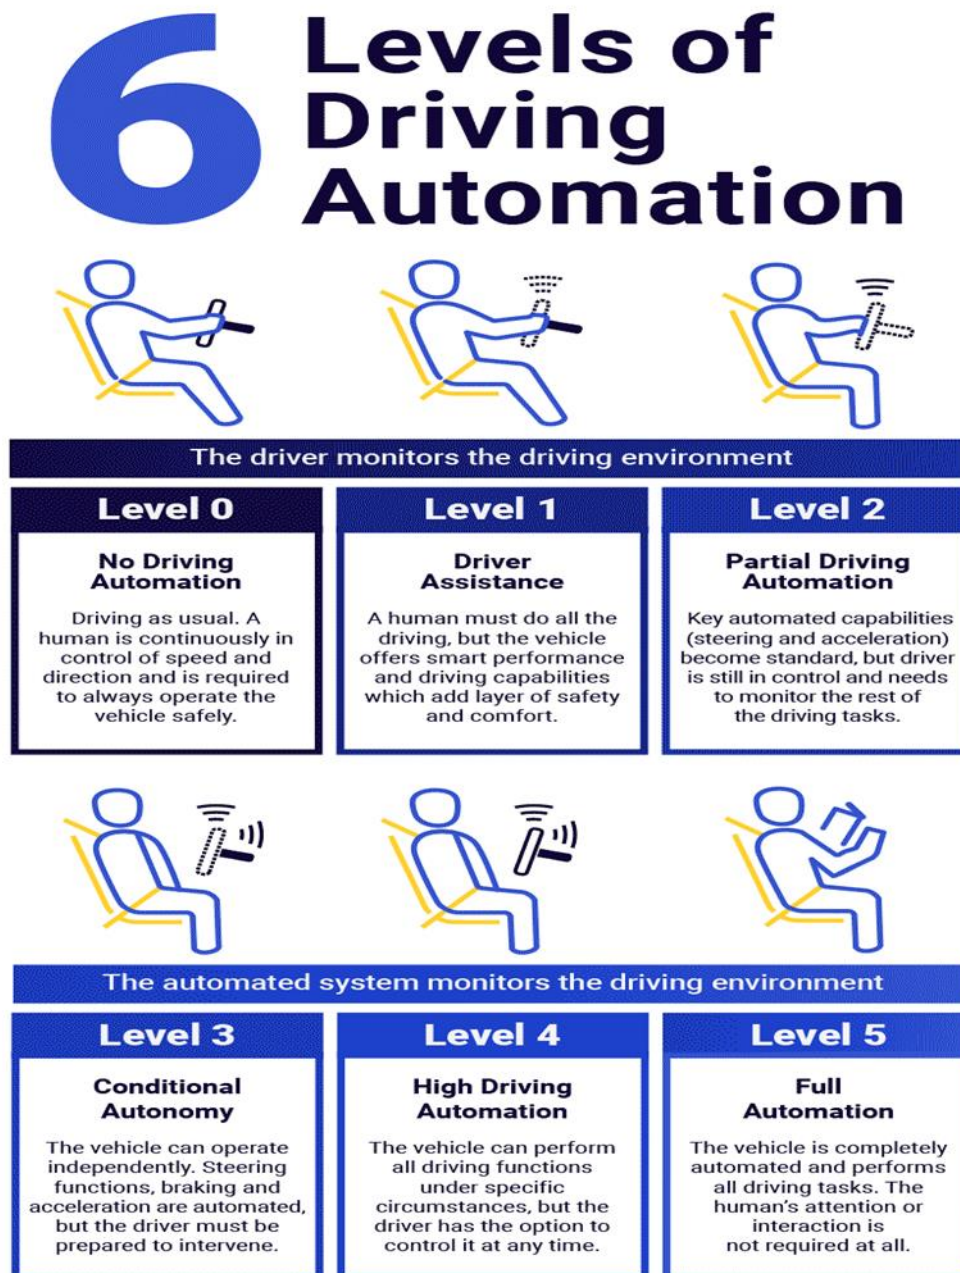 6
Levels of
Driving
Automation
The driver monitors the driving environment
Level 0
No Driving
Automation
Driving as usual. A
human is continuously in
control of speed and
direction and is required
to always operate the
vehicle safely.
Level 1
Driver
Assistance
A human must do all the
driving, but the vehicle
offers smart performance
and driving capabilities
which add layer of safety
and comfort.
Level 2
Partial Driving
Automation
Key automated capabilities
(steering and acceleration)
become standard, but driver
is still in control and needs
to monitor the rest of
the driving tasks.
The automated system monitors the driving environment
Level 3
Conditional
Autonomy
The vehicle can operate
independently. Steering
functions, braking and
acceleration are automated,
but the driver must be
prepared to intervene.
Level 4
High Driving
Automation
The vehicle can perform
all driving functions
under specific
circumstances, but the
driver has the option to
control it at any time.
Level 5
Full
Automation
The vehicle is completely
automated and performs
all driving tasks. The
human's attention or
interaction is
not required at all.